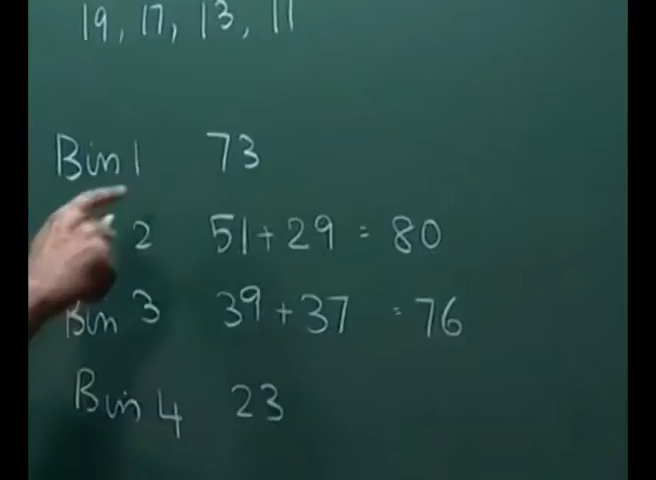 19, 17, 13, 11
Bin 1 73
2 51 + 29 = 80
Bin 3 39 + 37 = 76
Bin 4 23